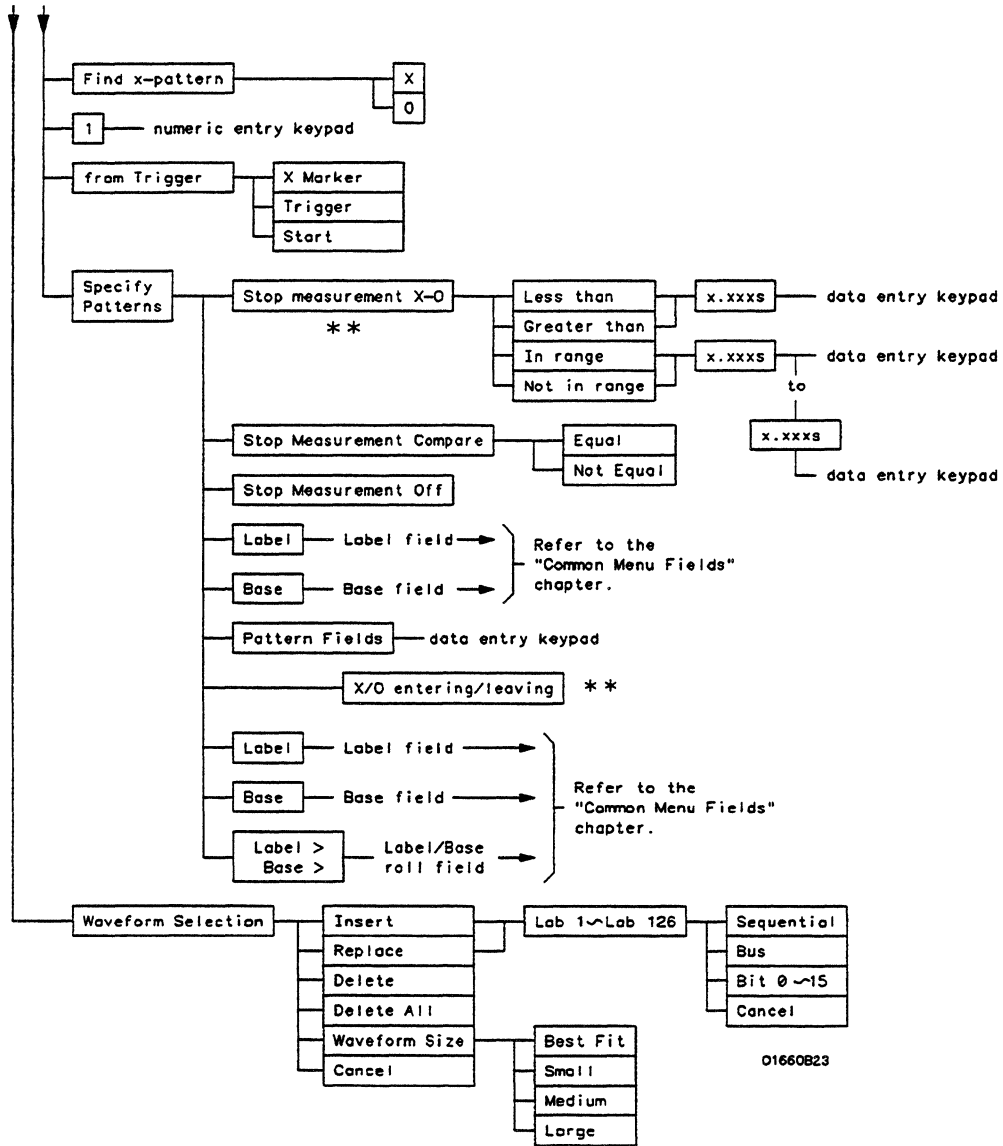 Find x-pattern
X
O
1
numeric entry keypad
from Trigger
X Marker
Trigger
Start
Specify
Patterns
Stop measurement X-O
**
Less than
Greater than
In range
Not in range
x.xxxs
data entry keypad
x.xxxs
data entry keypad
to
x.xxxs
data entry keypad
Stop Measurement Compare
Equal
Not Equal
Stop Measurement Off
Label
Label field
Base
Base field
Refer to the
"Common Menu Fields"
chapter.
Pattern Fields
data entry keypad
X/O entering/leaving
**
Label
Label field
Base
Base field
Label >
Base >
Label/Base
roll field
Refer to the
"Common Menu Fields"
chapter.
Waveform Selection
Insert
Replace
Delete
Delete All
Waveform Size
Cancel
Lab 1~Lab 126
Sequential
Bus
Bit 0 ~15
Cancel
Best Fit
Small
Medium
Large
01660B23